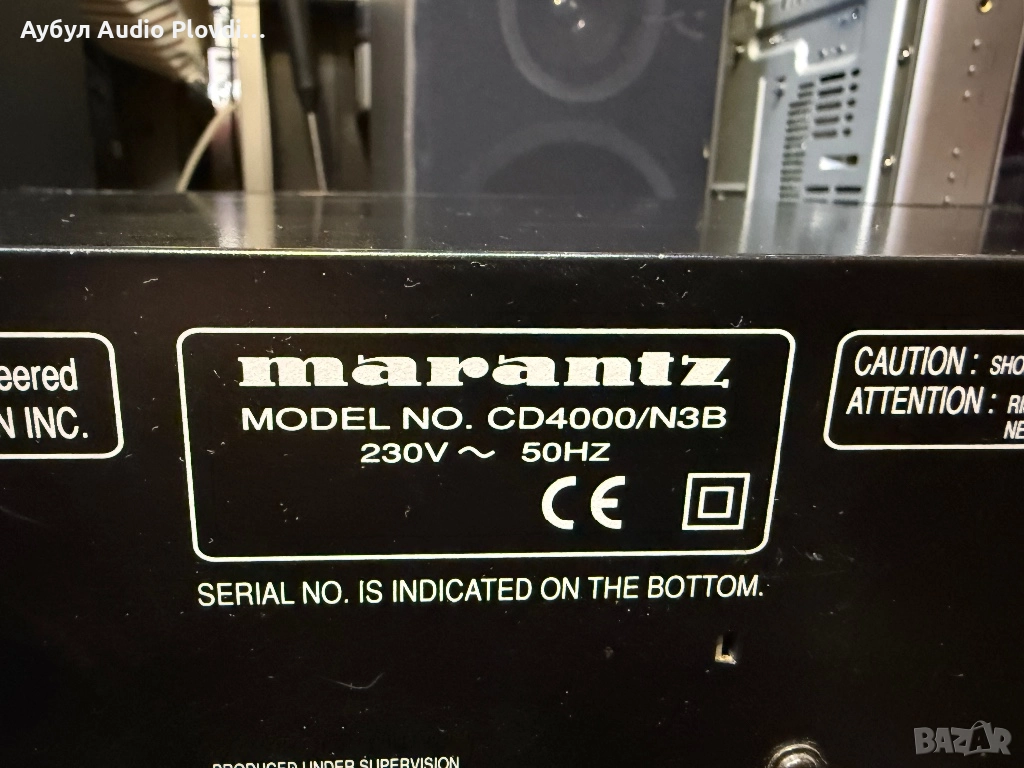 Аубул Audio Plovdi...
eered
N INC.
marantz
MODEL NO. CD4000/N3B
230V ~ 50HZ
CE
SERIAL NO. IS INDICATED ON THE BOTTOM.
CAUTION : SHO
ATTENTION : RI
NE
PRODUCED UNDER SUPERVISION
BAZAR